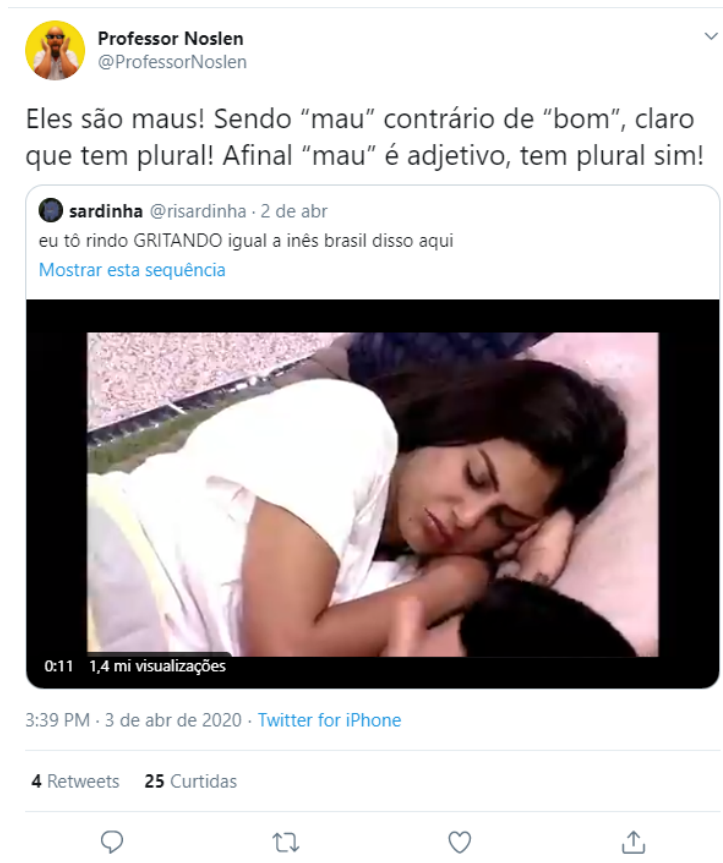 Professor Noslen
@ProfessorNoslen
Eles são maus! Sendo “mau” contrário de “bom”, claro
que tem plural! Afinal “mau” é adjetivo, tem plural sim!
sardinha @risardinha · 2 de abr
eu tô rindo GRITANDO igual a inês brasil disso aqui
Mostrar esta sequência
0:11 1,4 mi visualizações
3:39 PM · 3 de abr de 2020 · Twitter for iPhone
4 Retweets 25 Curtidas